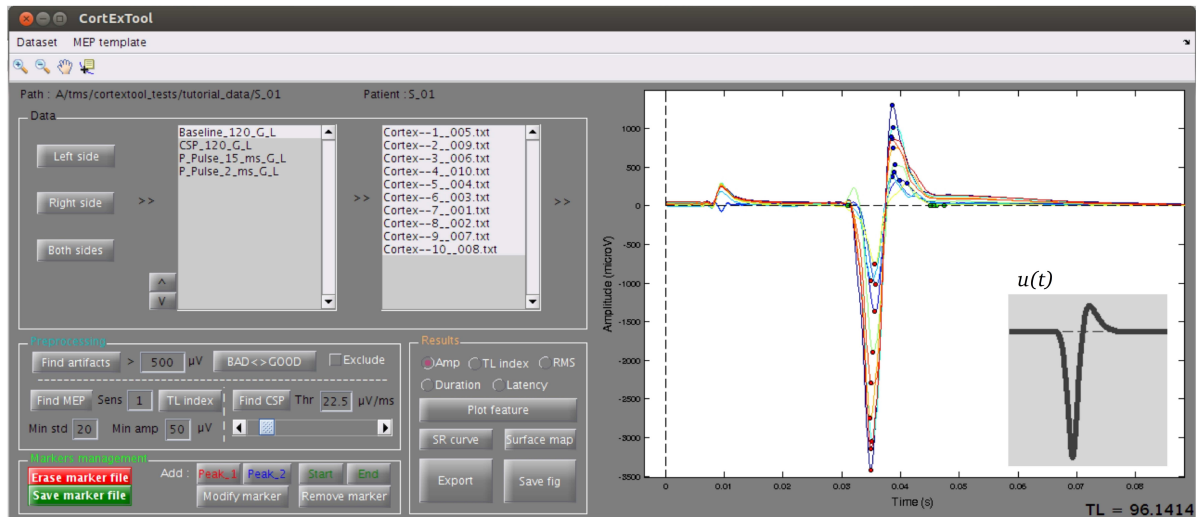 CortExTool
Dataset MEP template
Path : A/tms/cortextool_tests/tutorial_data/S_01 Patient : S_01
Data
Left side
Right side
Both sides
>>
^
V
Baseline_120_G_L
CSP_120_G_L
P_Pulse_15_ms_G_L
P_Pulse_2_ms_G_L
>>
Cortex--1__005.txt
Cortex--2__009.txt
Cortex--3__006.txt
Cortex--4__010.txt
Cortex--5__004.txt
Cortex--6__003.txt
Cortex--7__001.txt
Cortex--8__002.txt
Cortex--9__007.txt
Cortex--10__008.txt
>>
Preprocessing
Find artifacts > 500 μV BAD<>GOOD Exclude
Find MEP Sens 1 TL index Find CSP Thr 22.5 μV/ms
Min std 20 Min amp 50 μV
Markers management
Erase marker file Add : Peak_1 Peak_2 Start End
Save marker file Modify marker Remove marker
Results
Amp TL index RMS
Duration Latency
Plot feature
SR curve Surface map
Export Save fig
Amplitude (microV)
1000
500
0
-500
-1000
-1500
-2000
-2500
-3000
-3500
0 0.01 0.02 0.03 0.04 0.05 0.06 0.07 0.08
Time (s)
u(t)
TL = 96.1414